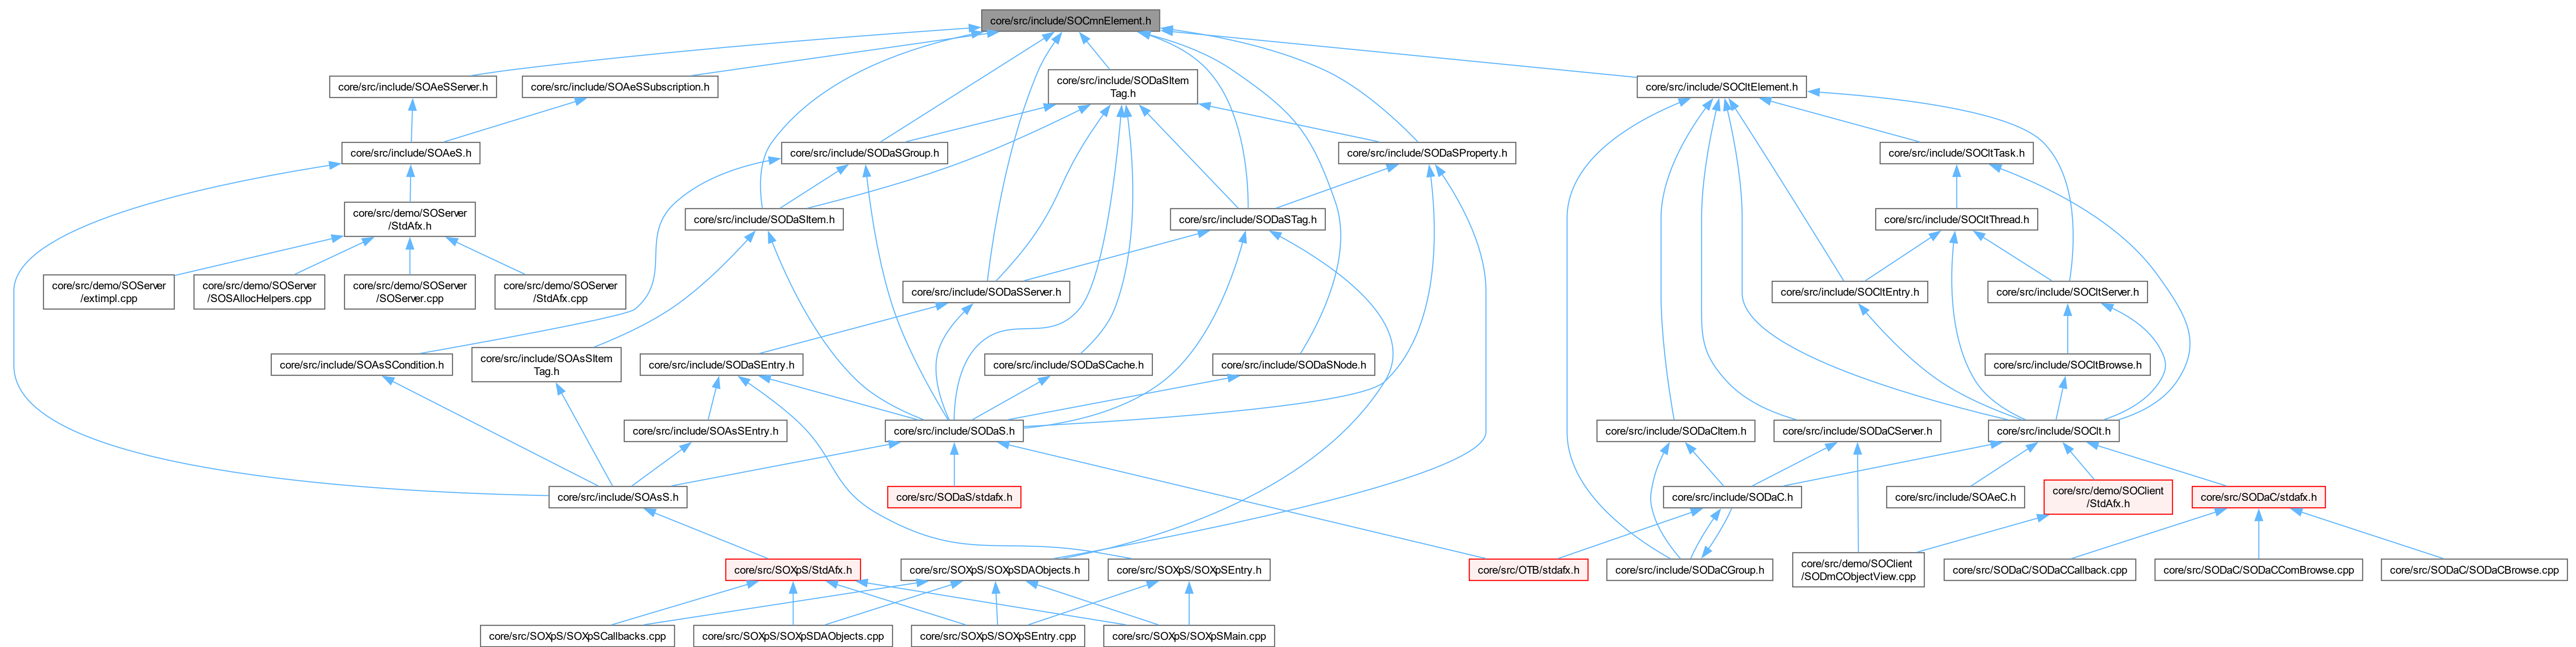 core/src/include/SOCmnElement.h
core/src/include/SOAeSServer.h
core/src/include/SOAeSSubscription.h
core/src/include/SODaSItem
Tag.h
core/src/include/SOCltElement.h
core/src/include/SOAeS.h
core/src/include/SODaSGroup.h
core/src/include/SODaSProperty.h
core/src/include/SOCltTask.h
core/src/demo/SOServer
/StdAfx.h
core/src/include/SODaSItem.h
core/src/include/SODaSTag.h
core/src/include/SOCltThread.h
core/src/demo/SOServer
/extimpl.cpp
core/src/demo/SOServer
/SOSAllocHelpers.cpp
core/src/demo/SOServer
/SOServer.cpp
core/src/demo/SOServer
/StdAfx.cpp
core/src/include/SODaSServer.h
core/src/include/SOCltEntry.h
core/src/include/SOCltServer.h
core/src/include/SOAsSCondition.h
core/src/include/SOAsSItem
Tag.h
core/src/include/SODaSEntry.h
core/src/include/SODaSCache.h
core/src/include/SODaSNode.h
core/src/include/SOCltBrowse.h
core/src/include/SOAsSEntry.h
core/src/include/SODaS.h
core/src/include/SODaCItem.h
core/src/include/SODaCServer.h
core/src/include/SOClt.h
core/src/include/SOAsS.h
core/src/SODaS/stdafx.h
core/src/include/SODaC.h
core/src/include/SOAeC.h
core/src/demo/SOClient
/StdAfx.h
core/src/SODaC/stdafx.h
core/src/SOXpS/StdAfx.h
core/src/SOXpS/SOXpSDAObjects.h
core/src/SOXpS/SOXpSEntry.h
core/src/OTB/stdafx.h
core/src/include/SODaCGroup.h
core/src/demo/SOClient
/SODmCObjectView.cpp
core/src/SODaC/SODaCCallback.cpp
core/src/SODaC/SODaCComBrowse.cpp
core/src/SODaC/SODaCBrowse.cpp
core/src/SOXpS/SOXpSCallbacks.cpp
core/src/SOXpS/SOXpSDAObjects.cpp
core/src/SOXpS/SOXpSEntry.cpp
core/src/SOXpS/SOXpSMain.cpp